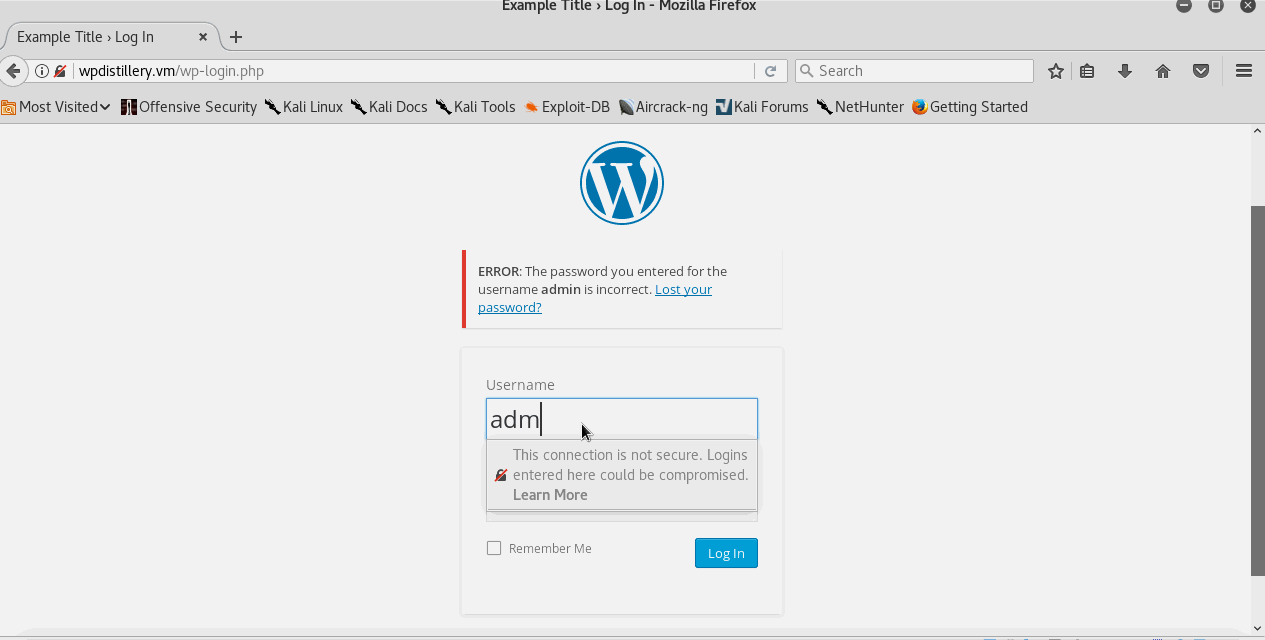 Example Title › Log In - Mozilla Firefox
Example Title › Log In
wpdistillery.vm/wp-login.php
Search
Most Visited Offensive Security Kali Linux Kali Docs Kali Tools Exploit-DB Aircrack-ng Kali Forums NetHunter Getting Started
ERROR: The password you entered for the
username admin is incorrect. Lost your
password?
Username
adm
This connection is not secure. Logins
entered here could be compromised.
Learn More
Remember Me
Log In